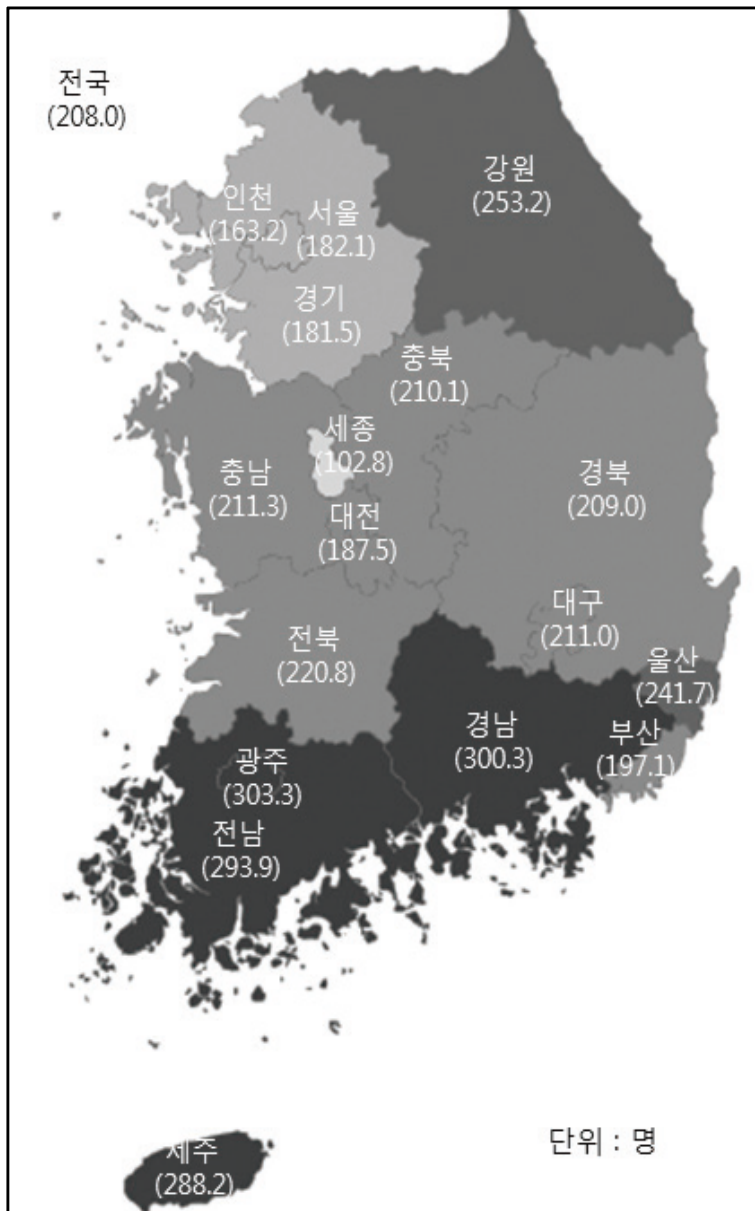 전국
(208.0)
강원
(253.2)
인천
(163.2)
서울
(182.1)
경기
(181.5)
충북
(210.1)
세종
(102.8)
충남
(211.3)
경북
(209.0)
대전
(187.5)
대구
(211.0)
전북
(220.8)
울산
(241.7)
경남
(300.3)
부산
(197.1)
광주
(303.3)
전남
(293.9)
단위 : 명
제주
(288.2)